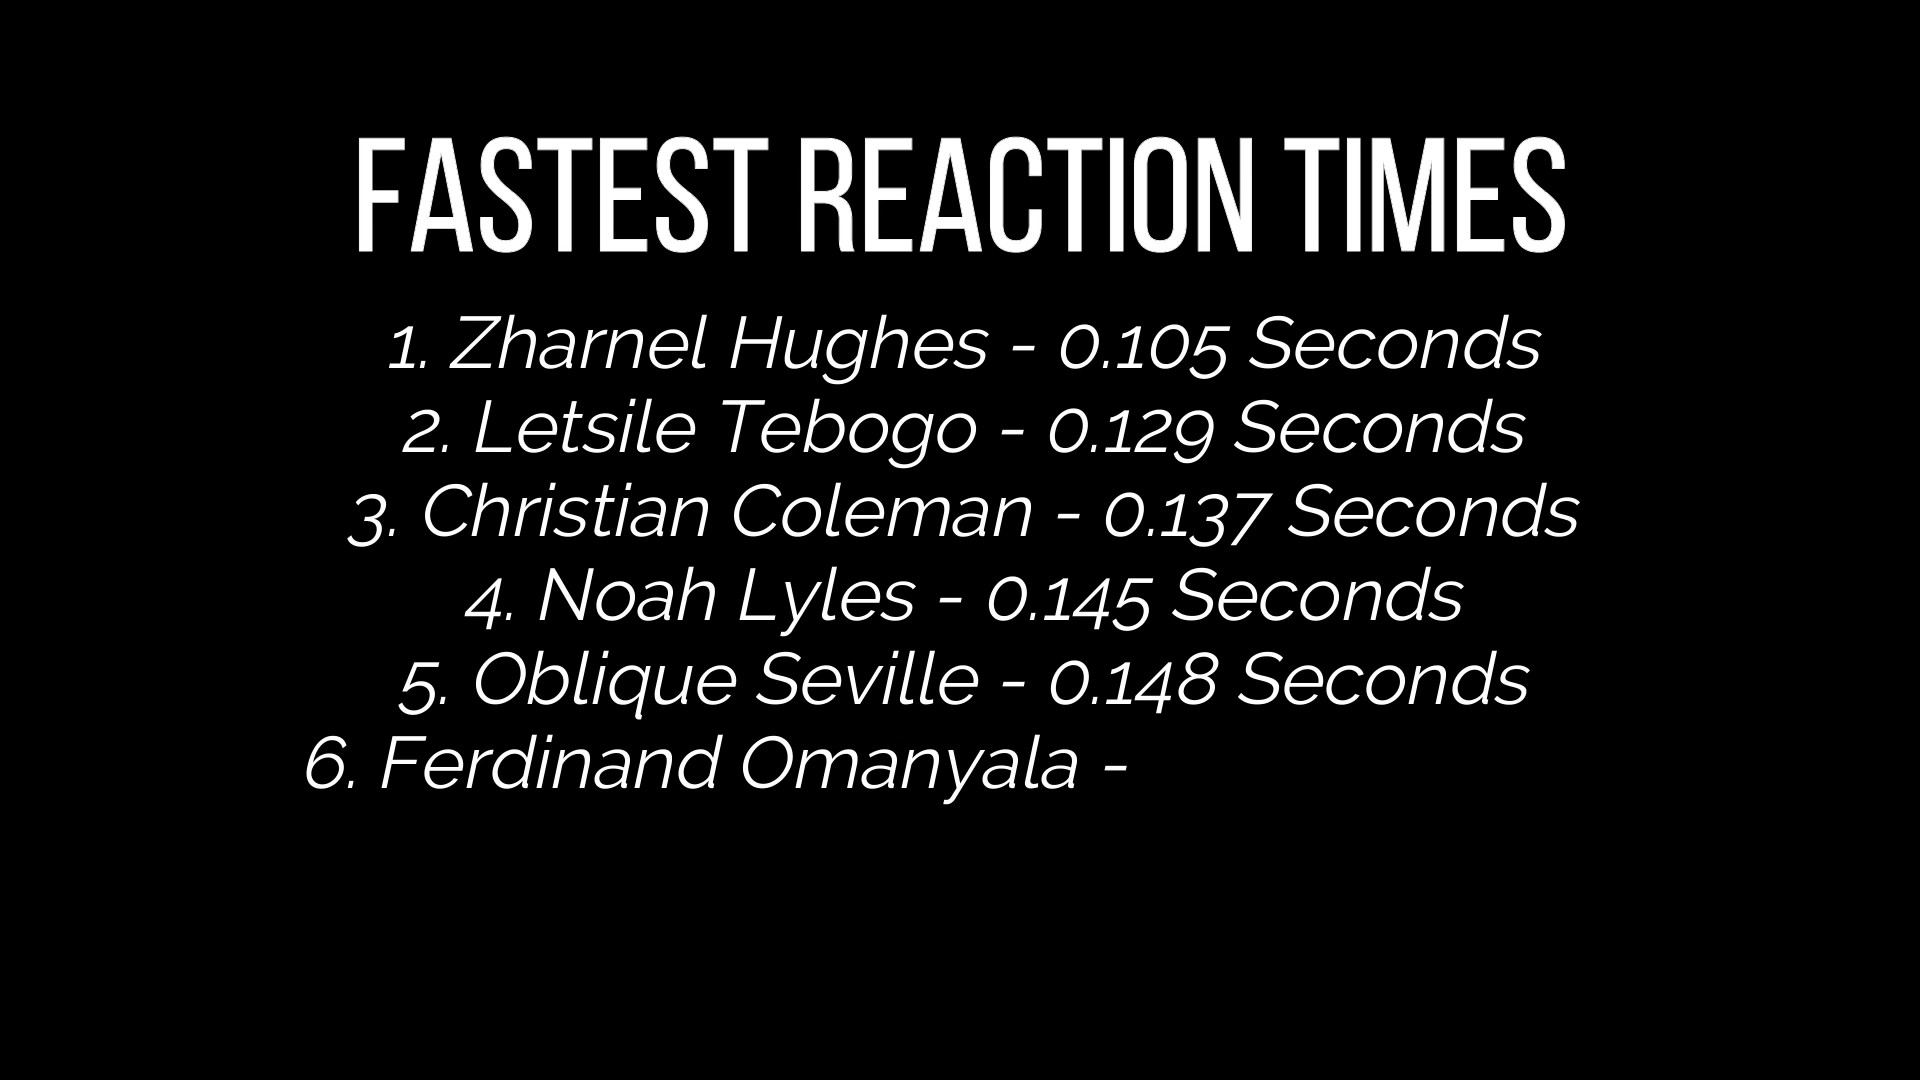 FASTEST REACTION TIMES
1. Zharnel Hughes - 0.105 Seconds
2. Letsile Tebogo - 0.129 Seconds
3. Christian Coleman - 0.137 Seconds
4. Noah Lyles - 0.145 Seconds
5. Oblique Seville - 0.148 Seconds
6. Ferdinand Omanyala -